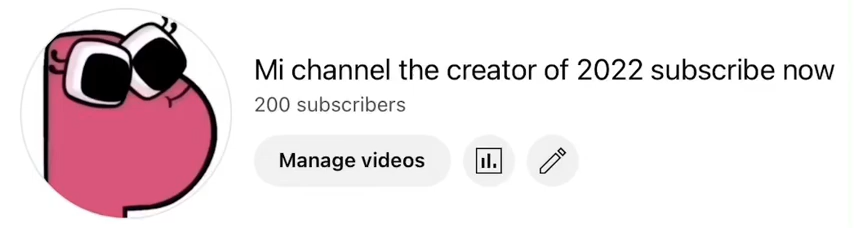 Mi channel the creator of 2022 subscribe now
200 subscribers
Manage videos